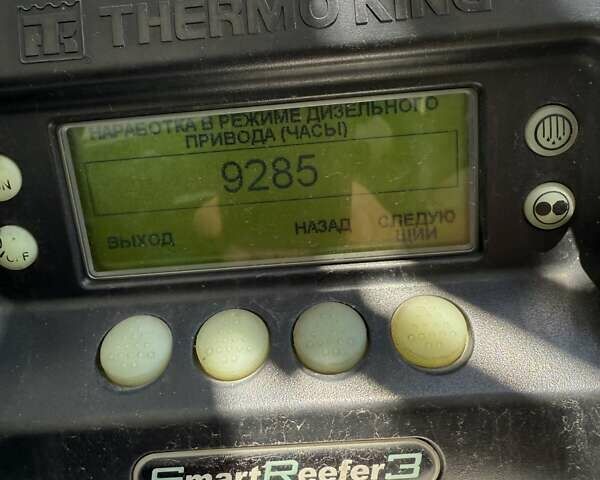 THERMO KING
НАРАБОТКА В РЕЖИМЕ ДИЗЕЛЬНОГО
ПРИВОДА (ЧАСЫ)
9285
ВЫХОД НАЗАД СЛЕДУЮ
ЩИЙ
SmartReefer3